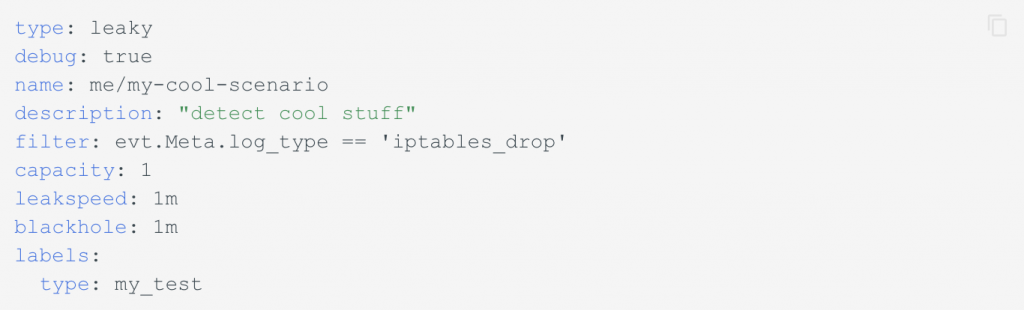 type: leaky
debug: true
name: me/my-cool-scenario
description: "detect cool stuff"
filter: evt.Meta.log_type == 'iptables_drop'
capacity: 1
leakspeed: 1m
blackhole: 1m
labels:
  type: my_test